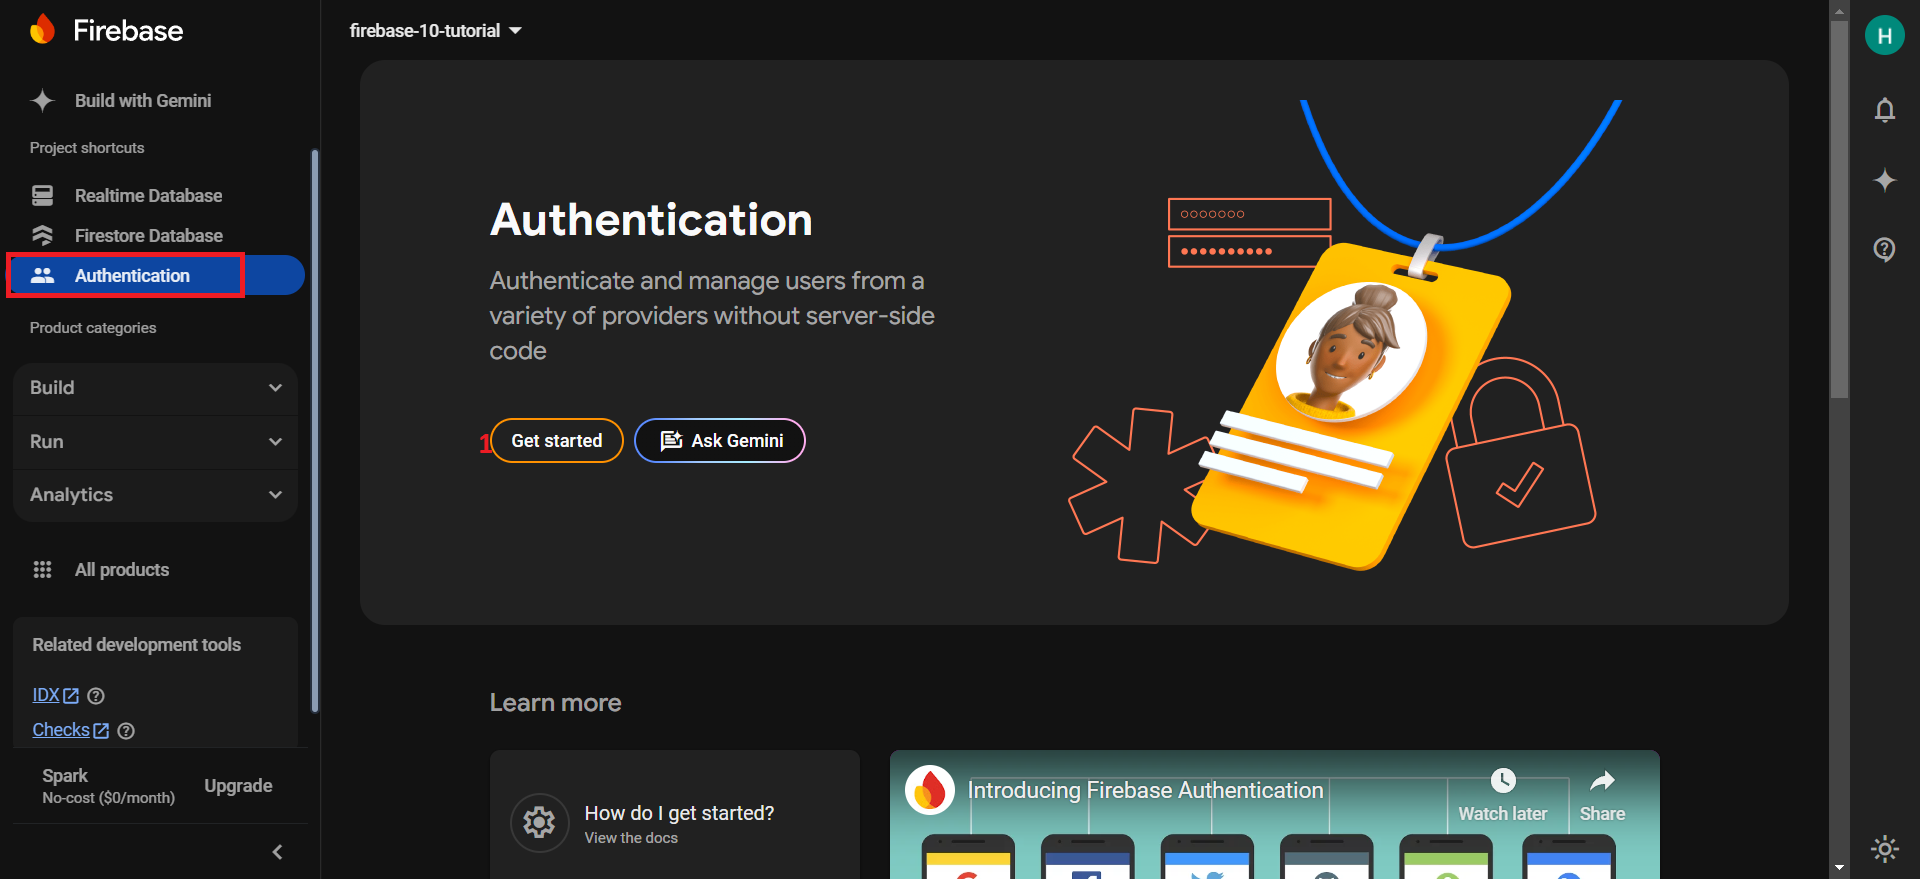 Firebase
firebase-10-tutorial
H
Build with Gemini
Project shortcuts
Realtime Database
Firestore Database
Authentication
Product categories
Build
Run
Analytics
All products
Related development tools
IDX
Checks
Spark
No-cost ($0/month)
Upgrade
Authentication
Authenticate and manage users from a
variety of providers without server-side
code
1 Get started
Ask Gemini
Learn more
How do I get started?
View the docs
Introducing Firebase Authentication
Watch later
Share